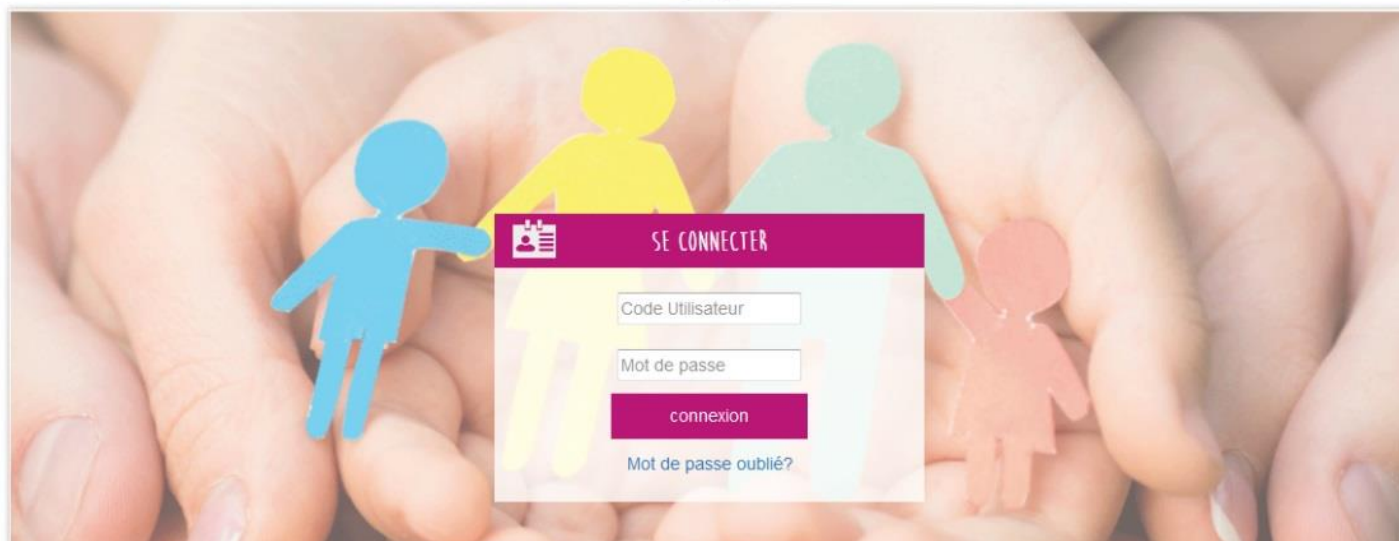 SE CONNECTER
Code Utilisateur
Mot de passe
connexion
Mot de passe oublié?